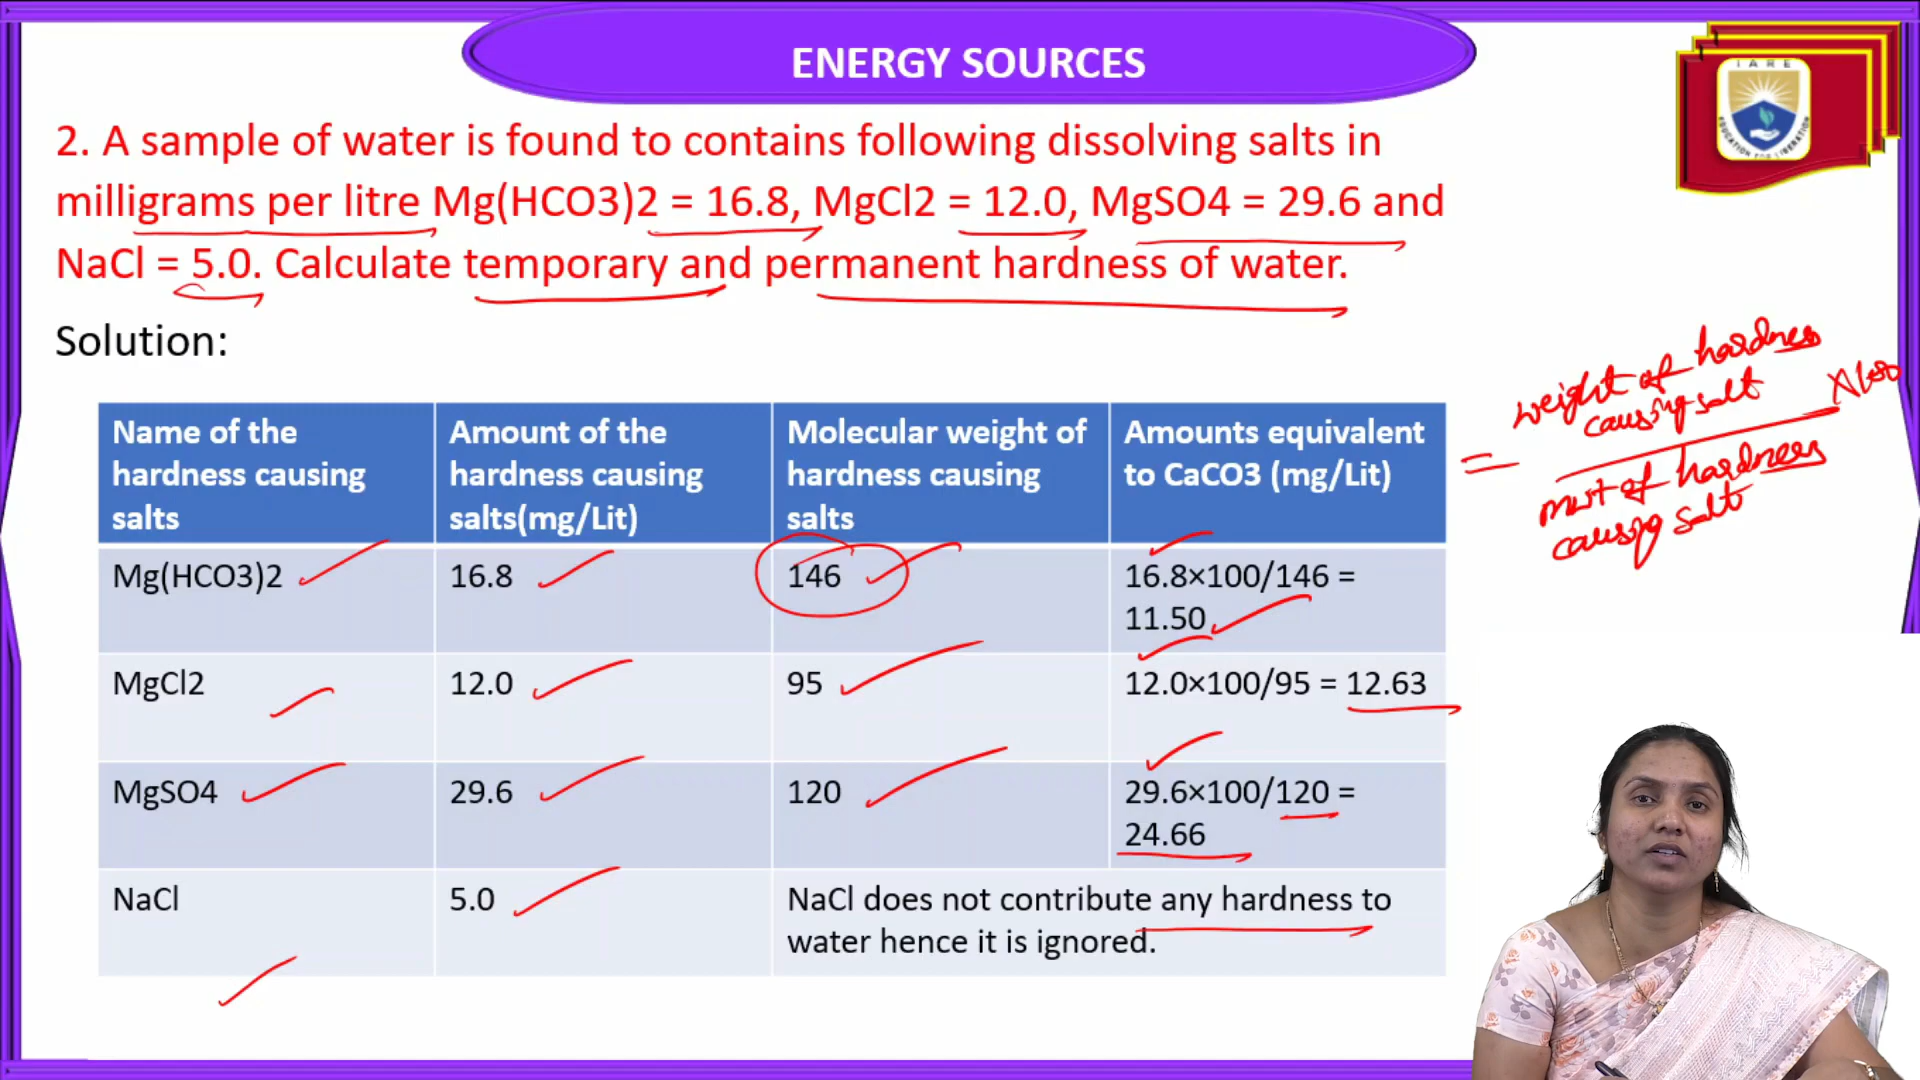 ENERGY SOURCES
IARE
EDUCATION FOR LIBERATION
2. A sample of water is found to contains following dissolving salts in
milligrams per litre Mg(HCO3)2 = 16.8, MgCl2 = 12.0, MgSO4 = 29.6 and
NaCl = 5.0. Calculate temporary and permanent hardness of water.
Solution:
Name of the
hardness causing
salts
Amount of the
hardness causing
salts(mg/Lit)
Molecular weight of
hardness causing
salts
Amounts equivalent
to CaCO3 (mg/Lit)
Mg(HCO3)2
16.8
146
16.8×100/146 =
11.50
MgCl2
12.0
95
12.0×100/95 = 12.63
MgSO4
29.6
120
29.6×100/120 =
24.66
NaCl
5.0
NaCl does not contribute any hardness to
water hence it is ignored.
= weight of hardness
causing salt ×100
mwt of hardness
causing salt